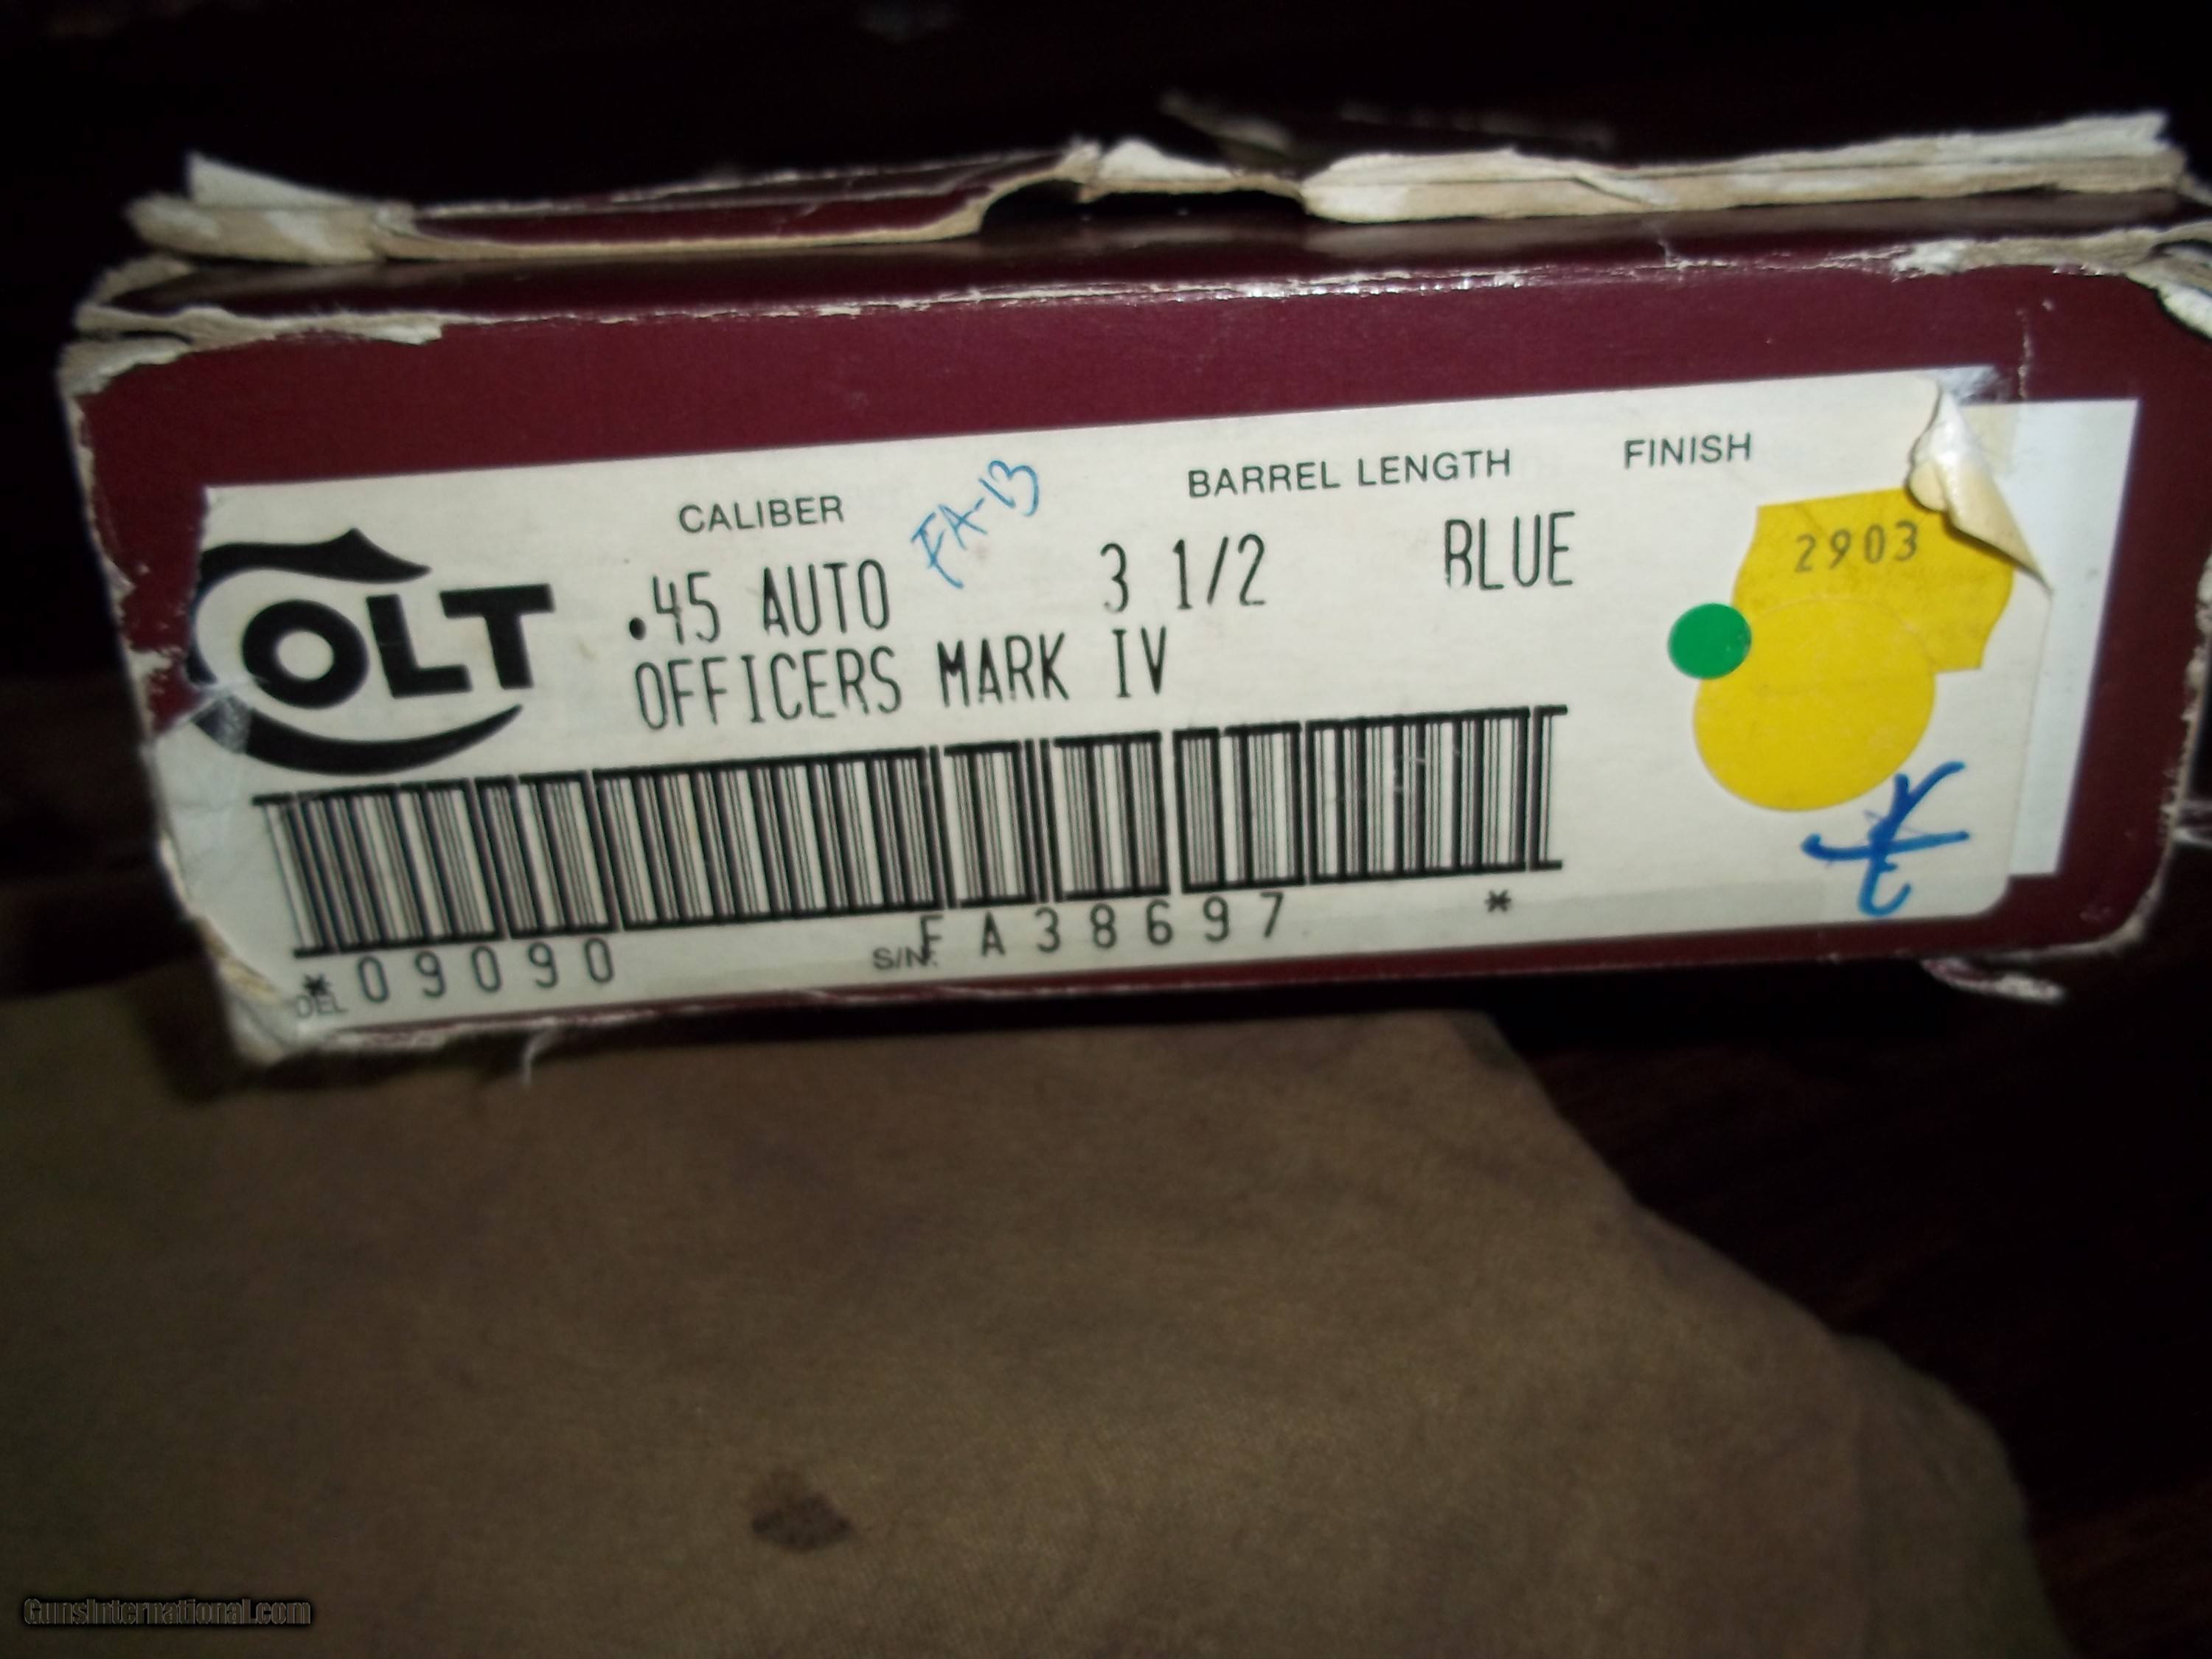 CALIBER
BARREL LENGTH
FINISH
FA-13
COLT
.45 AUTO
3 1/2
BLUE
2903
OFFICERS MARK IV
*
DEL
09090
S/N.
FA38697
*
GunsInternational.com